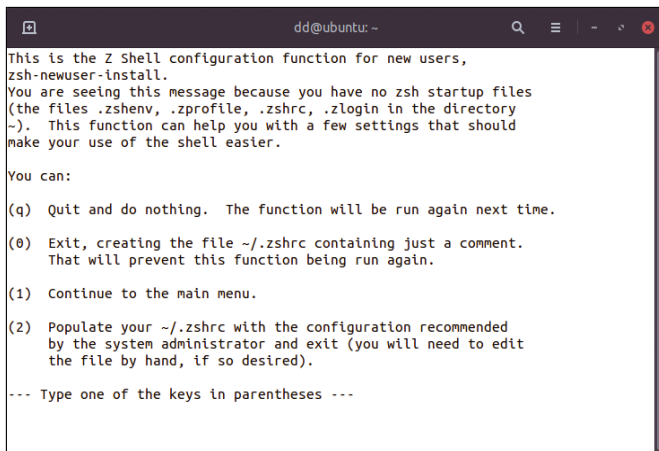 dd@ubuntu: ~
This is the Z Shell configuration function for new users,
zsh-newuser-install.
You are seeing this message because you have no zsh startup files
(the files .zshenv, .zprofile, .zshrc, .zlogin in the directory
~).  This function can help you with a few settings that should
make your use of the shell easier.
You can:
(q)  Quit and do nothing.  The function will be run again next time.
(0)  Exit, creating the file ~/.zshrc containing just a comment.
That will prevent this function being run again.
(1)  Continue to the main menu.
(2)  Populate your ~/.zshrc with the configuration recommended
by the system administrator and exit (you will need to edit
the file by hand, if so desired).
--- Type one of the keys in parentheses ---